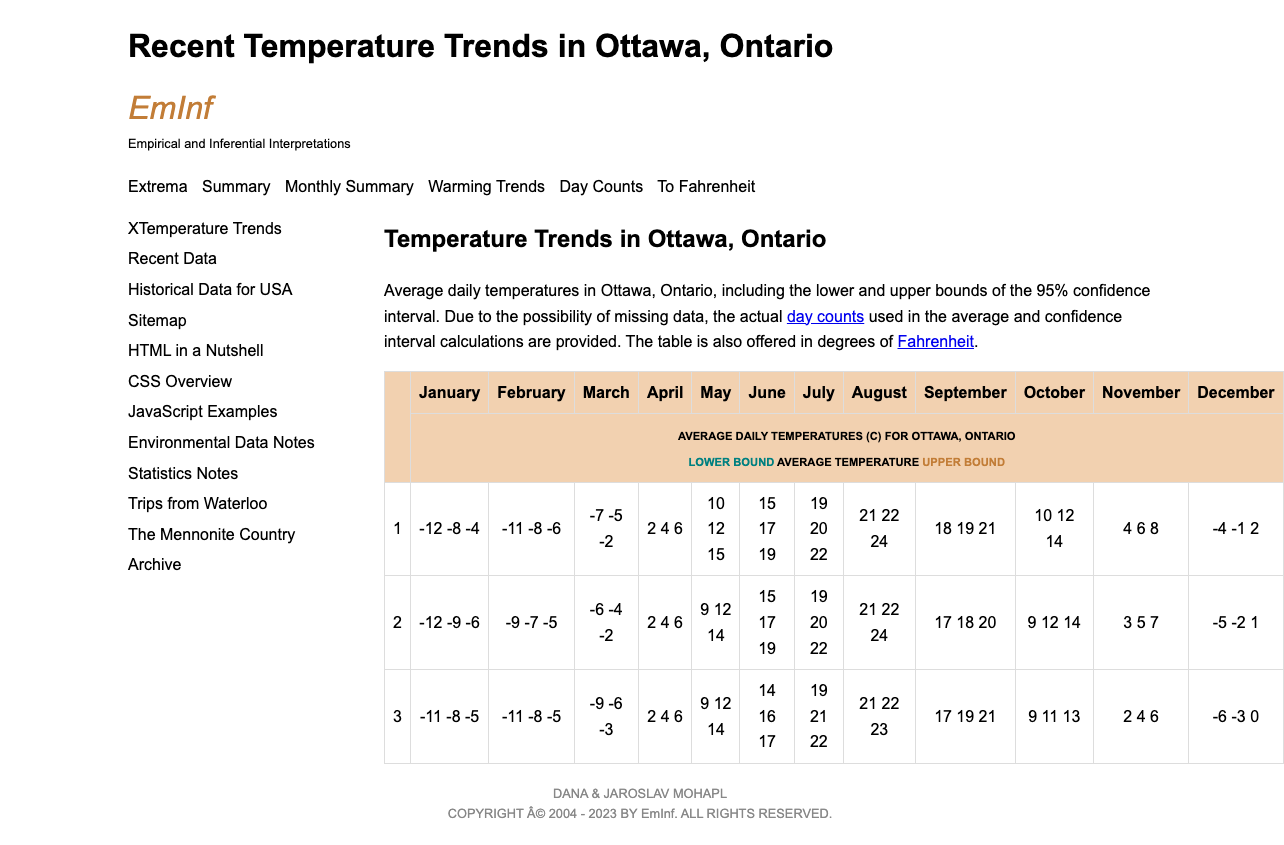 Recent Temperature Trends in Ottawa, Ontario
EmInf
Empirical and Inferential Interpretations
Extrema Summary Monthly Summary Warming Trends Day Counts To Fahrenheit
XTemperature Trends
Recent Data
Historical Data for USA
Sitemap
HTML in a Nutshell
CSS Overview
JavaScript Examples
Environmental Data Notes
Statistics Notes
Trips from Waterloo
The Mennonite Country
Archive
Temperature Trends in Ottawa, Ontario
Average daily temperatures in Ottawa, Ontario, including the lower and upper bounds of the 95% confidence
interval. Due to the possibility of missing data, the actual day counts used in the average and confidence
interval calculations are provided. The table is also offered in degrees of Fahrenheit.
January February March April May June July August September October November December
AVERAGE DAILY TEMPERATURES (C) FOR OTTAWA, ONTARIO
LOWER BOUND AVERAGE TEMPERATURE UPPER BOUND
1 -12 -8 -4 -11 -8 -6 -7 -5 -2 2 4 6 10 12 15 15 17 19 19 20 22 21 22 24 18 19 21 10 12 14 4 6 8 -4 -1 2
2 -12 -9 -6 -9 -7 -5 -6 -4 -2 2 4 6 9 12 14 15 17 19 19 20 22 21 22 24 17 18 20 9 12 14 3 5 7 -5 -2 1
3 -11 -8 -5 -11 -8 -5 -9 -6 -3 2 4 6 9 12 14 14 16 17 19 21 22 21 22 23 17 19 21 9 11 13 2 4 6 -6 -3 0
DANA & JAROSLAV MOHAPL
COPYRIGHT Â© 2004 - 2023 BY EmInf. ALL RIGHTS RESERVED.